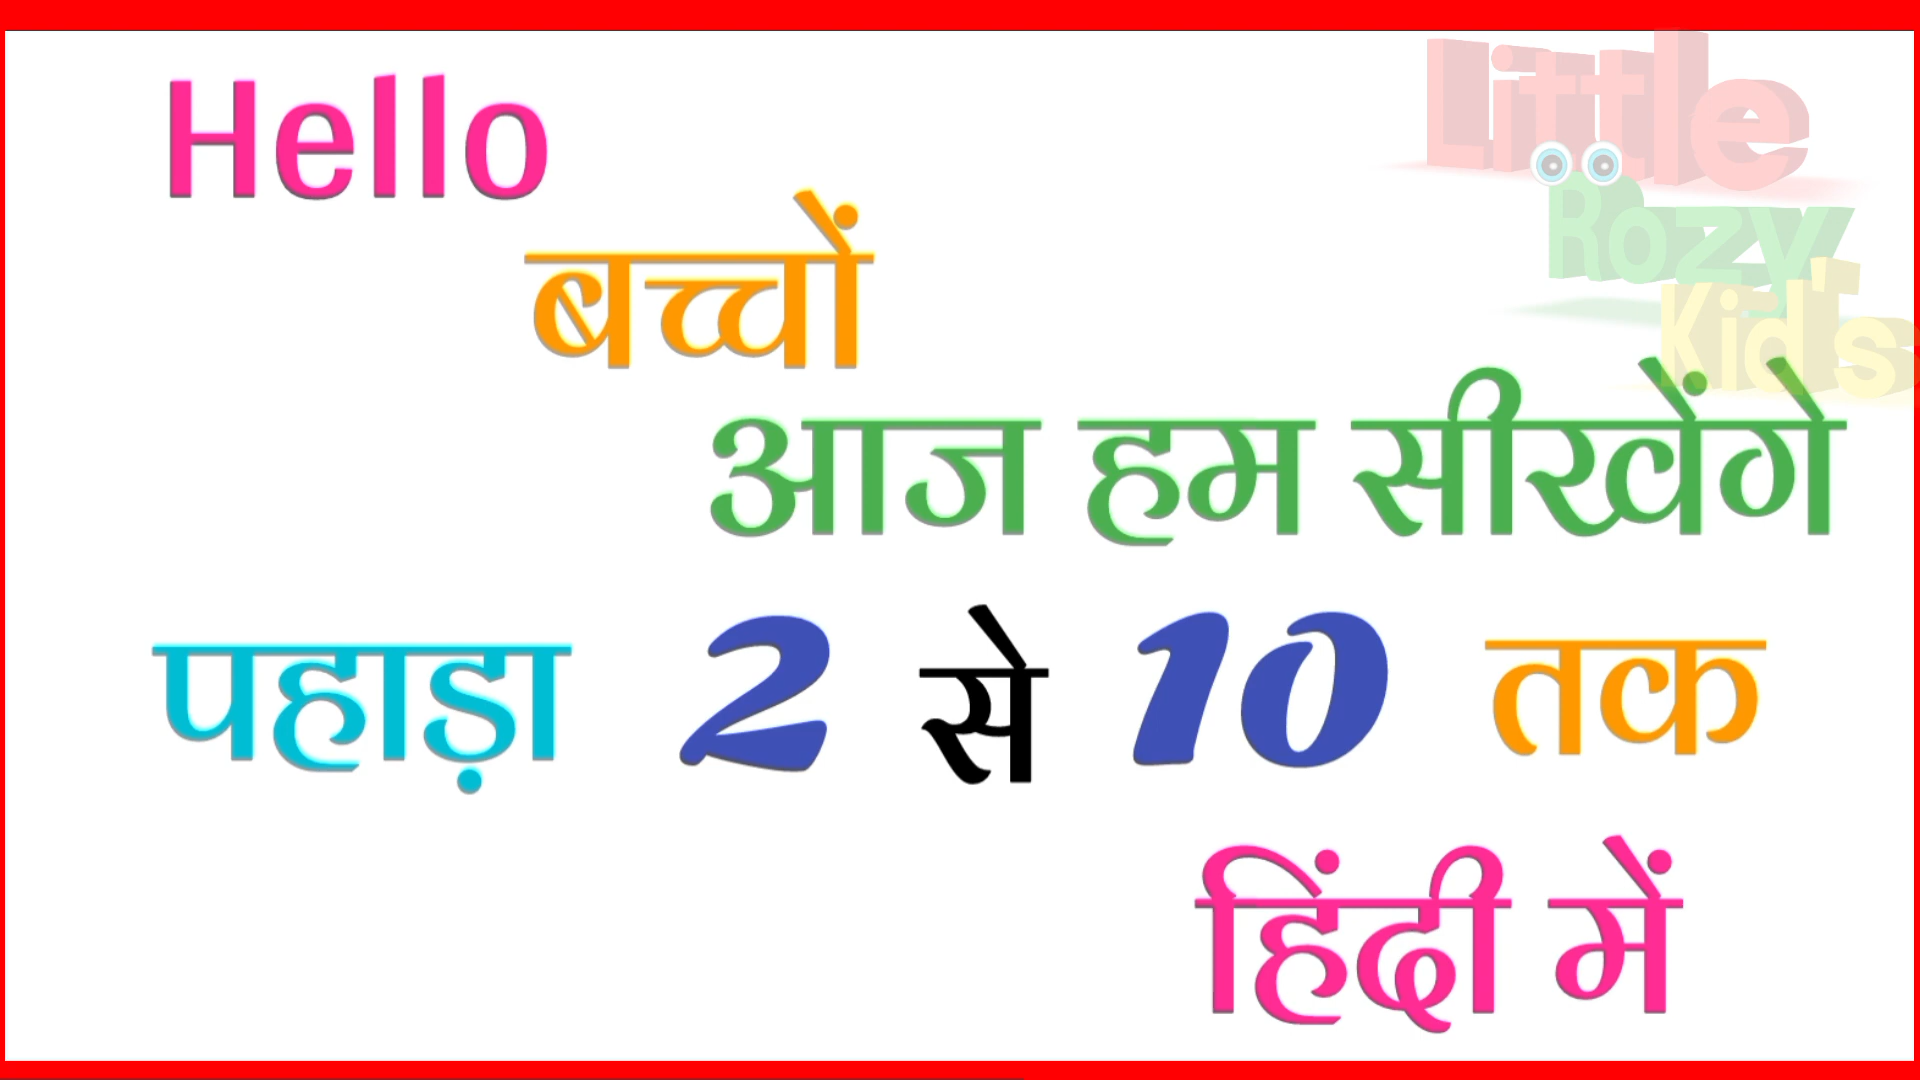 Hello
बच्चों
आज हम सीखेंगे
पहाड़ा 2 से 10 तक
हिंदी में
Little
Rozy
Kid's